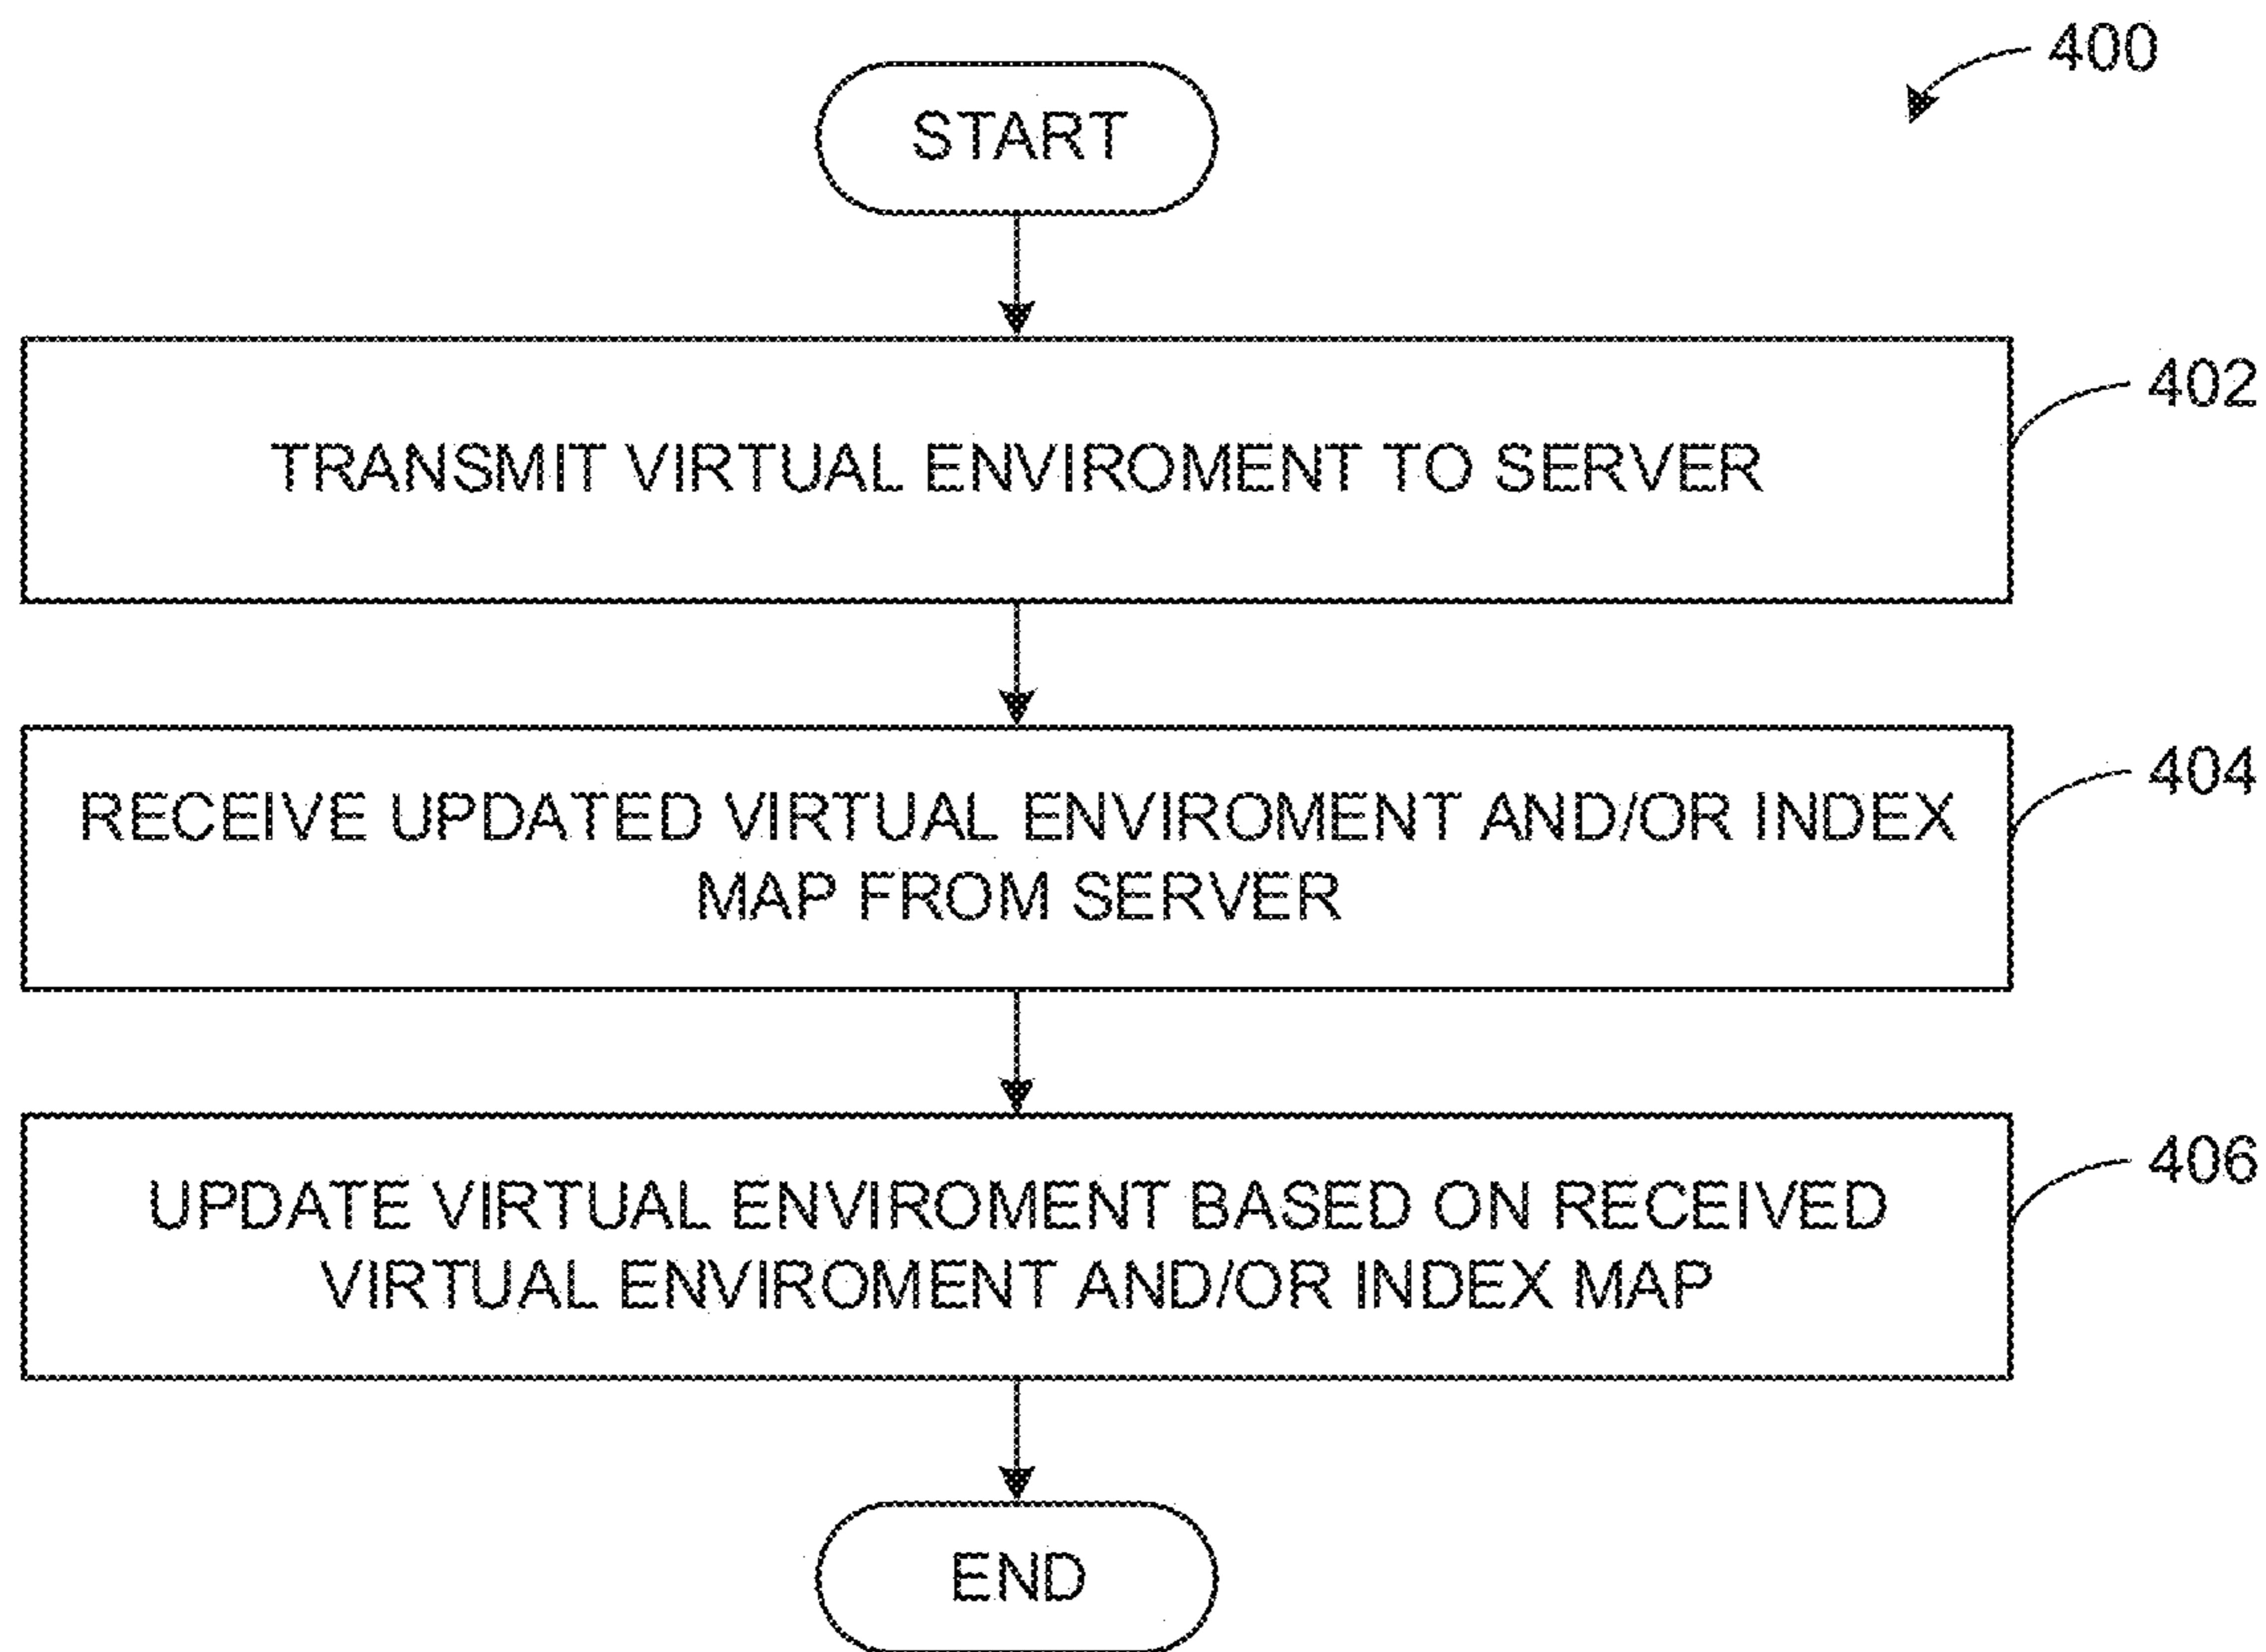 400
START
402
TRANSMIT VIRTUAL ENVIROMENT TO SERVER
404
RECEIVE UPDATED VIRTUAL ENVIROMENT AND/OR INDEX
MAP FROM SERVER
406
UPDATE VIRTUAL ENVIROMENT BASED ON RECEIVED
VIRTUAL ENVIROMENT AND/OR INDEX MAP
END